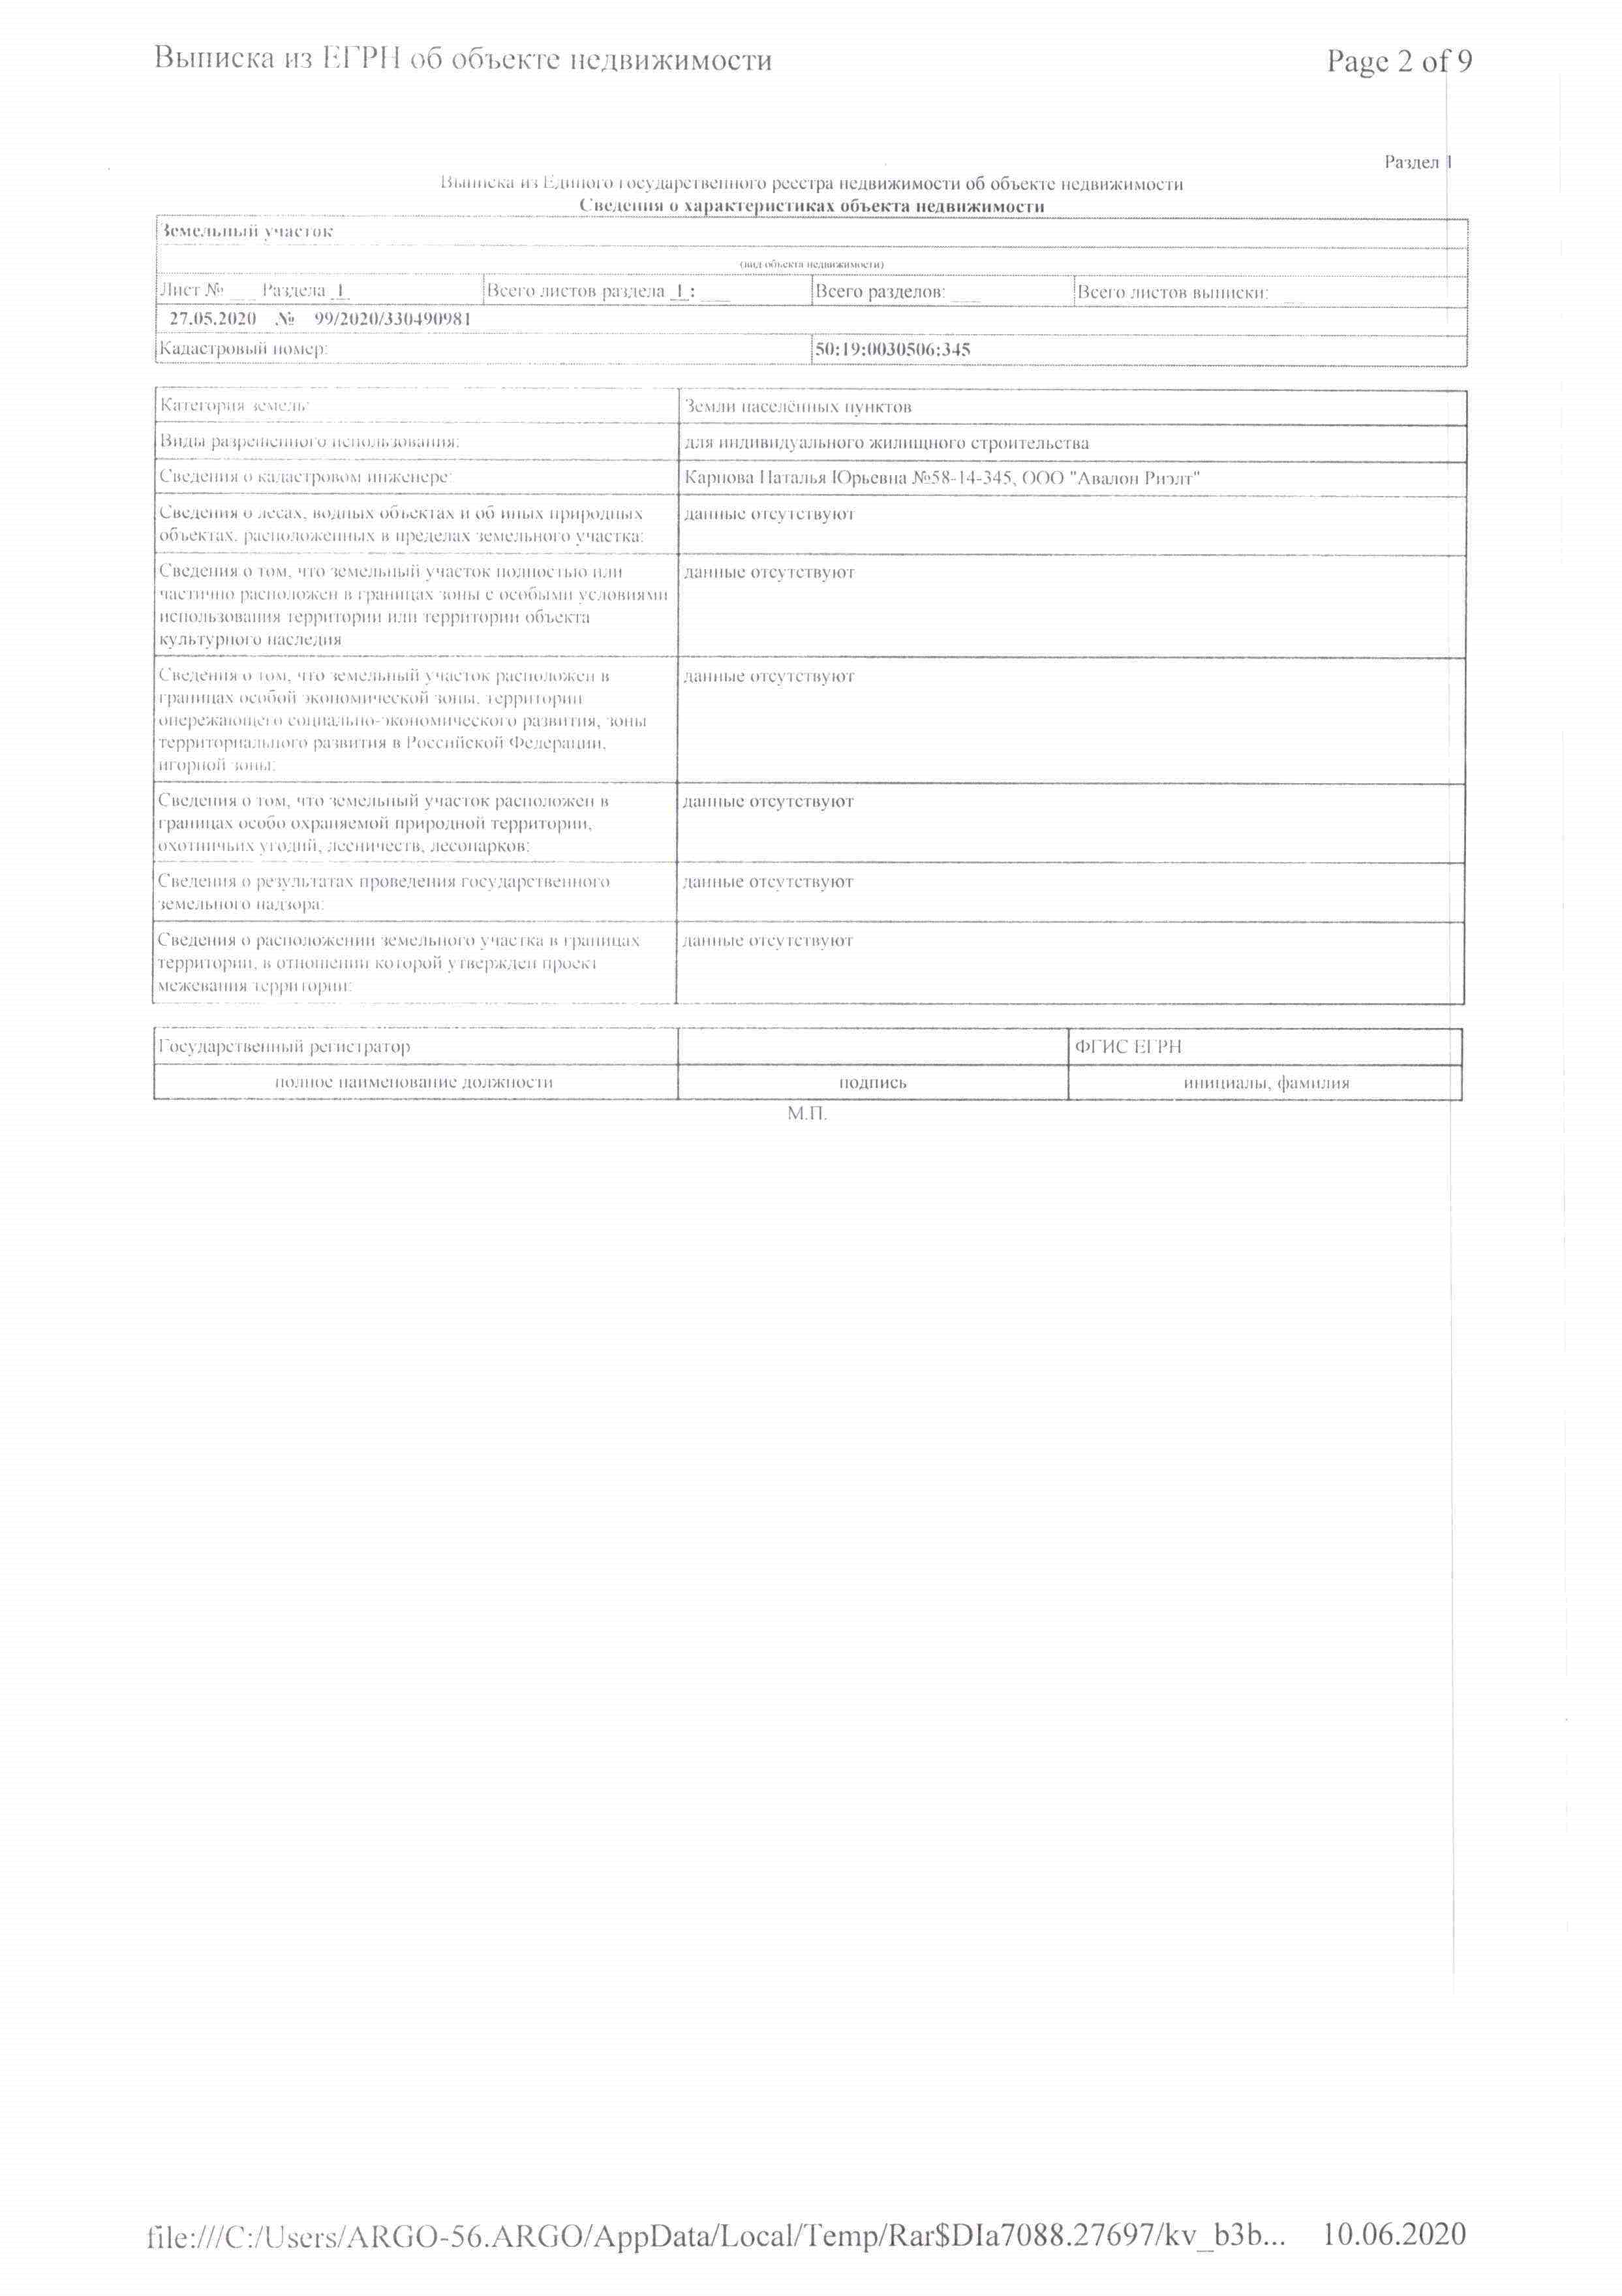 Выписка из ЕГРН об объекте недвижимости Page 2 of 9
Раздел 1
Выписка из Единого государственного реестра недвижимости об объекте недвижимости
Сведения о характеристиках объекта недвижимости
Земельный участок
(вид объекта недвижимости)
Лист № ___ Раздела 1 Всего листов раздела 1 : ___ Всего разделов: ___ Всего листов выписки: ___
27.05.2020 № 99/2020/330490981
Кадастровый номер: 50:19:0030506:345
Категория земель: Земли населённых пунктов
Виды разрешенного использования: для индивидуального жилищного строительства
Сведения о кадастровом инженере: Карпова Наталья Юрьевна №58-14-345, ООО "Авалон Риэлт"
Сведения о лесах, водных объектах и об иных природных данные отсутствуют
объектах, расположенных в пределах земельного участка:
Сведения о том, что земельный участок полностью или данные отсутствуют
частично расположен в границах зоны с особыми условиями
использования территории или территории объекта
культурного наследия
Сведения о том, что земельный участок расположен в данные отсутствуют
границах особой экономической зоны, территории
опережающего социально-экономического развития, зоны
территориального развития в Российской Федерации,
игорной зоны:
Сведения о том, что земельный участок расположен в данные отсутствуют
границах особо охраняемой природной территории,
охотничьих угодий, лесничеств, лесопарков:
Сведения о результатах проведения государственного данные отсутствуют
земельного надзора:
Сведения о расположении земельного участка в границах данные отсутствуют
территории, в отношении которой утвержден проект
межевания территории:
Государственный регистратор ФГИС ЕГРН
полное наименование должности подпись инициалы, фамилия
М.П.
file:///C:/Users/ARGO-56.ARGO/AppData/Local/Temp/Rar$DIa7088.27697/kv_b3b... 10.06.2020